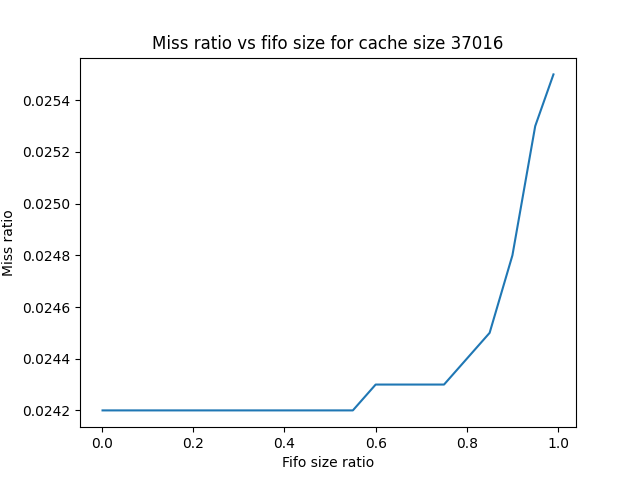 Miss ratio vs fifo size for cache size 37016
0.0254
0.0252
0.0250
0.0248
0.0246
0.0244
0.0242
Miss ratio
0.0 0.2 0.4 0.6 0.8 1.0
Fifo size ratio